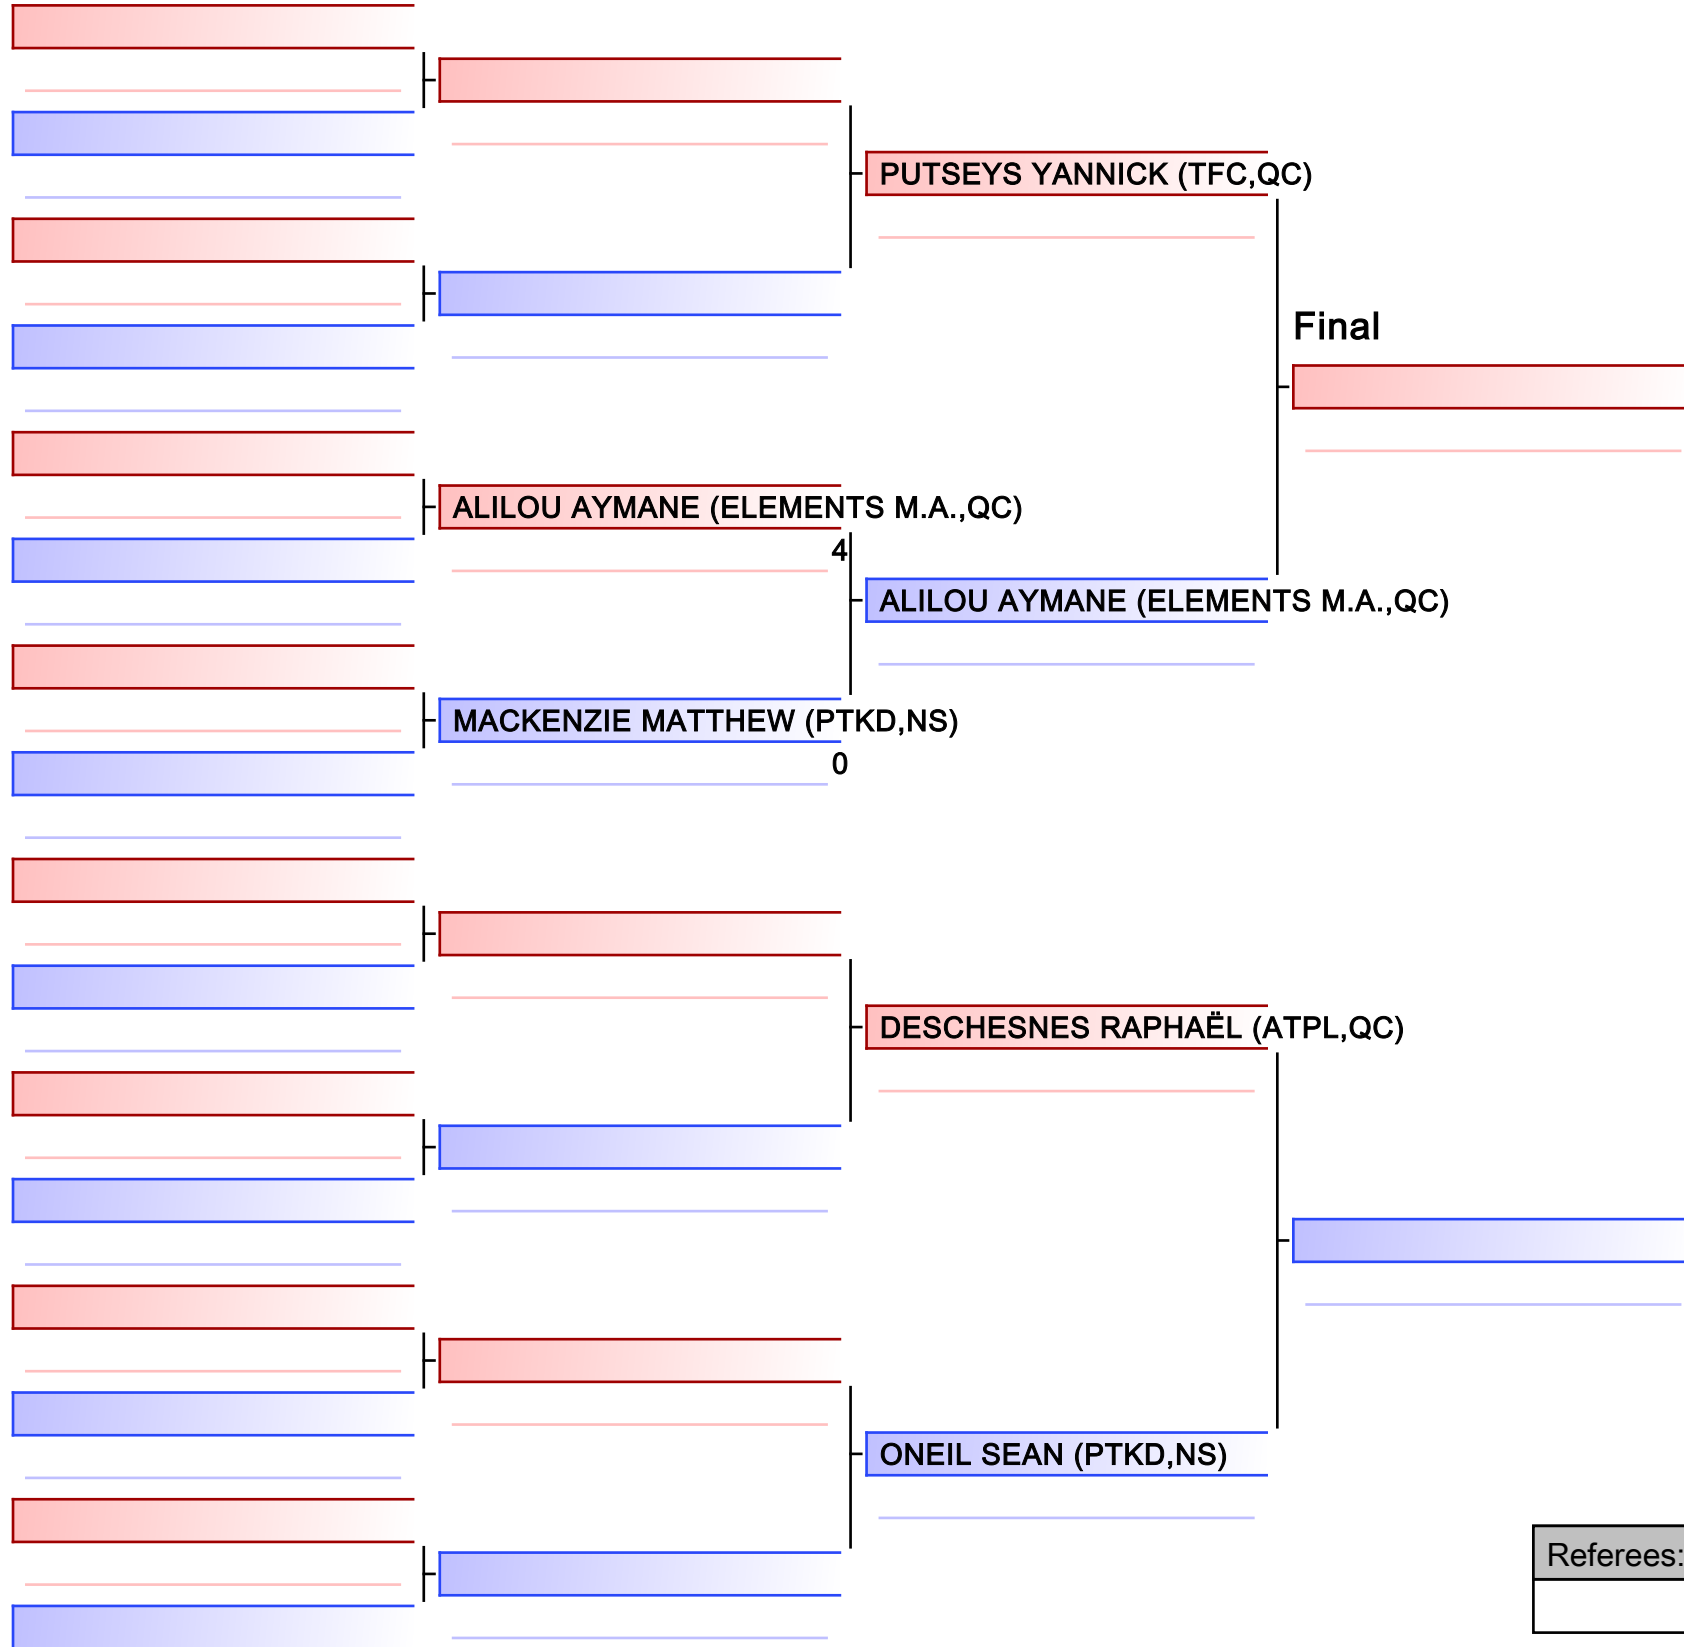 PUTSEYS YANNICK (TFC,QC)
Final
ALILOU AYMANE (ELEMENTS M.A.,QC)
4
ALILOU AYMANE (ELEMENTS M.A.,QC)
MACKENZIE MATTHEW (PTKD,NS)
0
DESCHESNES RAPHAËL (ATPL,QC)
ONEIL SEAN (PTKD,NS)
Referees: